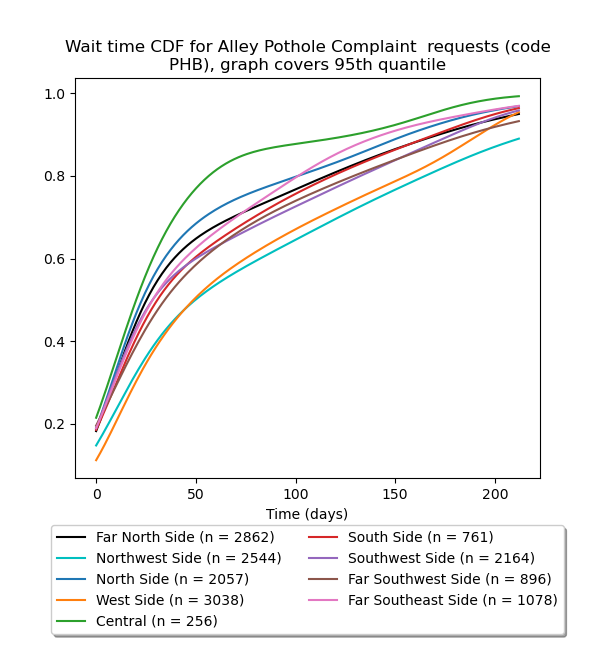 Wait time CDF for Alley Pothole Complaint  requests (code
PHB), graph covers 95th quantile
1.0
0.8
0.6
0.4
0.2
0
50
100
150
200
Time (days)
Far North Side (n = 2862)
Northwest Side (n = 2544)
North Side (n = 2057)
West Side (n = 3038)
Central (n = 256)
South Side (n = 761)
Southwest Side (n = 2164)
Far Southwest Side (n = 896)
Far Southeast Side (n = 1078)